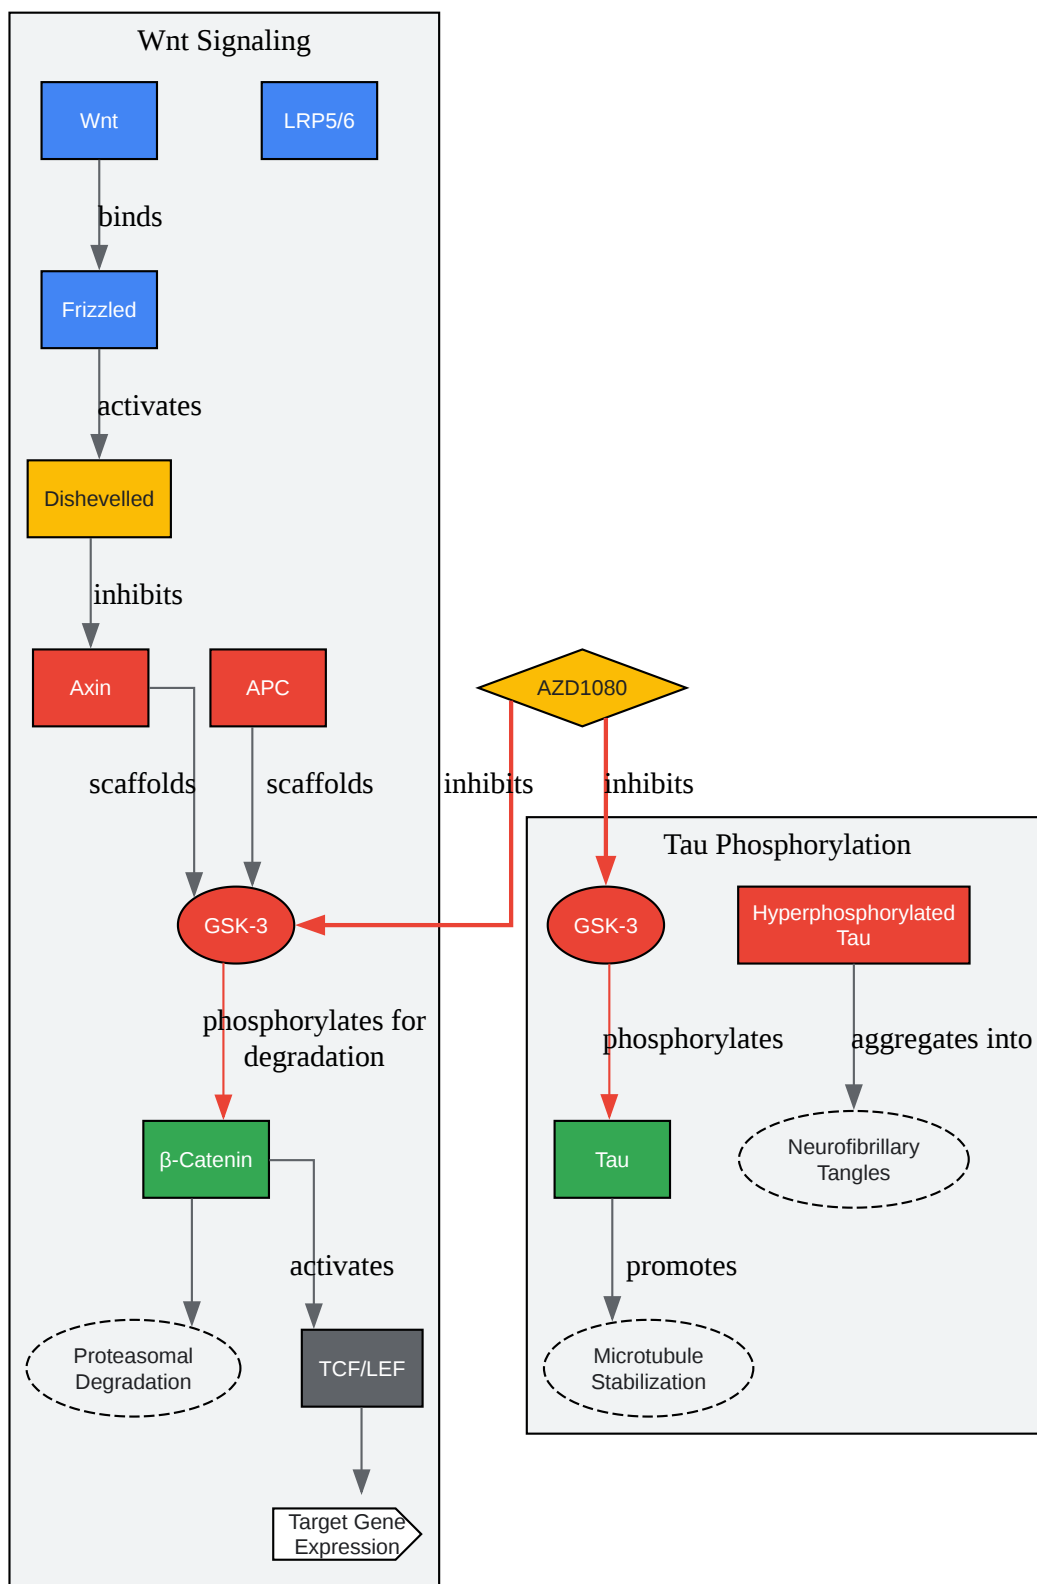 Wnt Signaling
Wnt
LRP5/6
binds
Frizzled
activates
Dishevelled
inhibits
Axin
APC
AZD1080
scaffolds
scaffolds
inhibits
inhibits
Tau Phosphorylation
GSK-3
GSK-3
Hyperphosphorylated
Tau
phosphorylates for
degradation
phosphorylates
aggregates into
β-Catenin
Tau
Neurofibrillary
Tangles
activates
promotes
Proteasomal
Degradation
TCF/LEF
Microtubule
Stabilization
Target Gene
Expression